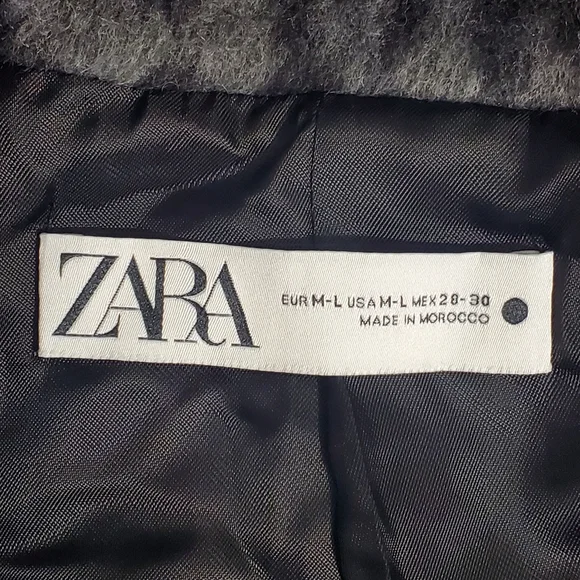 ZARA
EUR M-L USA M-L MEX 28-30
MADE IN MOROCCO